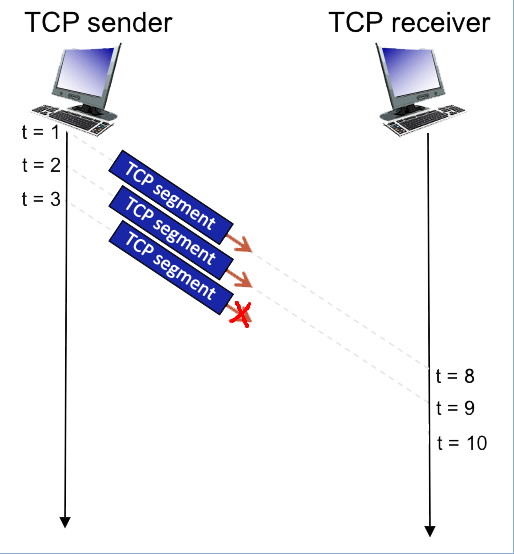 TCP sender
TCP receiver
t = 1
t = 2
t = 3
TCP segment
TCP segment
TCP segment
t = 8
t = 9
t = 10